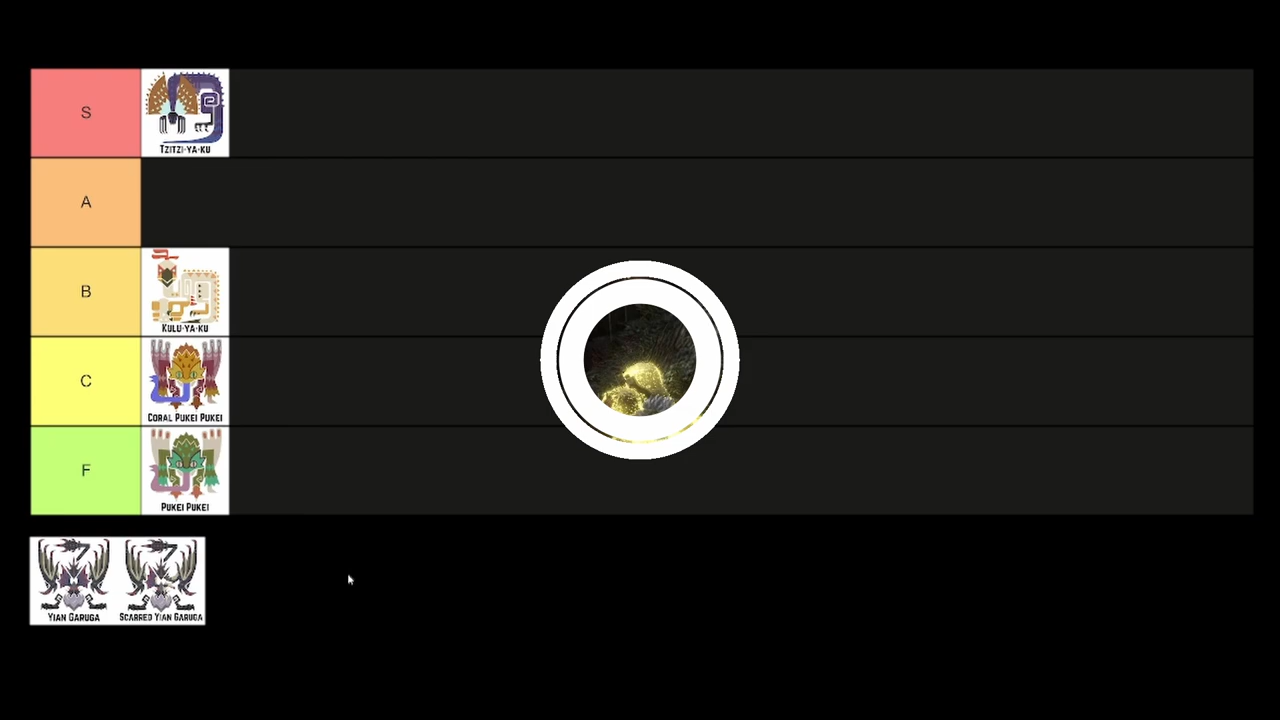 S
TZITZI-YA-KU
A
B
KULU-YA-KU
C
CORAL PUKEI PUKEI
F
PUKEI PUKEI
YIAN GARUGA
SCARRED YIAN GARUGA